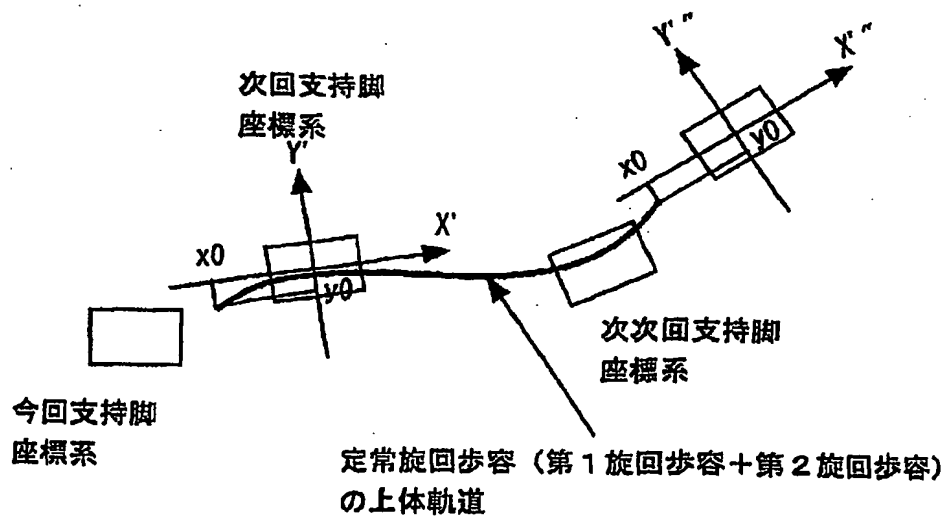 次回支持脚
座標系
Y'
X'
x0
y0
Y'"
X'"
x0
y0
今回支持脚
座標系
次次回支持脚
座標系
定常旋回歩容(第1旋回歩容+第2旋回歩容)
の上体軌道